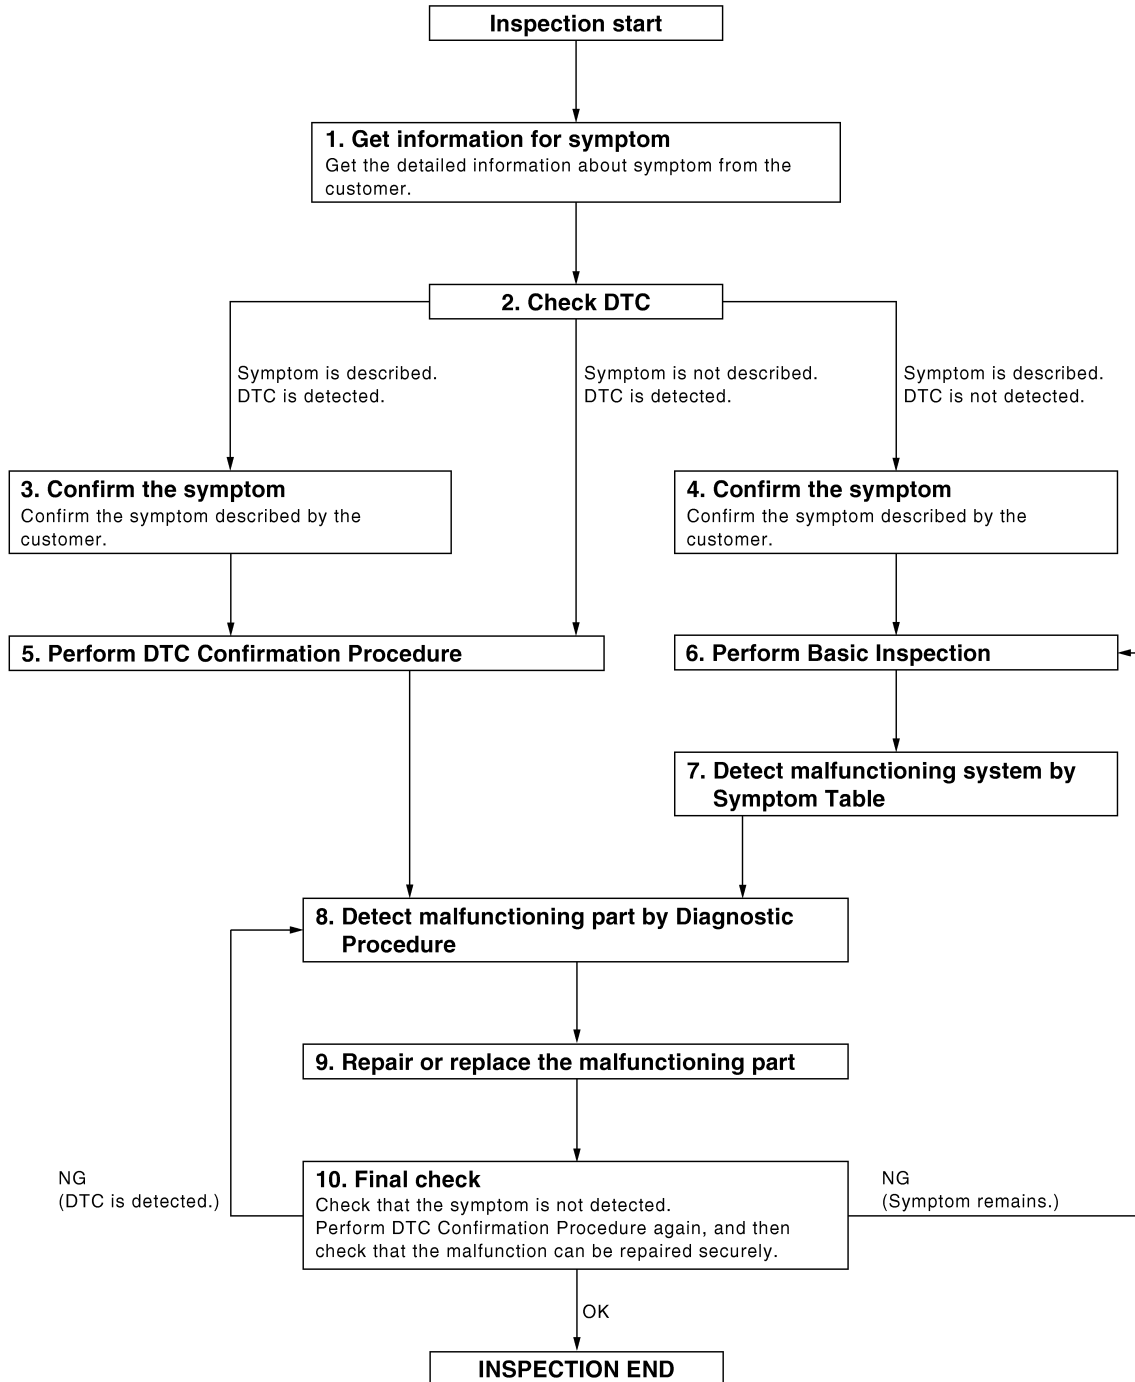 Inspection start
1. Get information for symptom
Get the detailed information about symptom from the
customer.
2. Check DTC
Symptom is described.
DTC is detected.
Symptom is not described.
DTC is detected.
Symptom is described.
DTC is not detected.
3. Confirm the symptom
Confirm the symptom described by the
customer.
4. Confirm the symptom
Confirm the symptom described by the
customer.
5. Perform DTC Confirmation Procedure
6. Perform Basic Inspection
7. Detect malfunctioning system by
Symptom Table
8. Detect malfunctioning part by Diagnostic
Procedure
9. Repair or replace the malfunctioning part
NG
(DTC is detected.)
10. Final check
Check that the symptom is not detected.
Perform DTC Confirmation Procedure again, and then
check that the malfunction can be repaired securely.
NG
(Symptom remains.)
OK
INSPECTION END